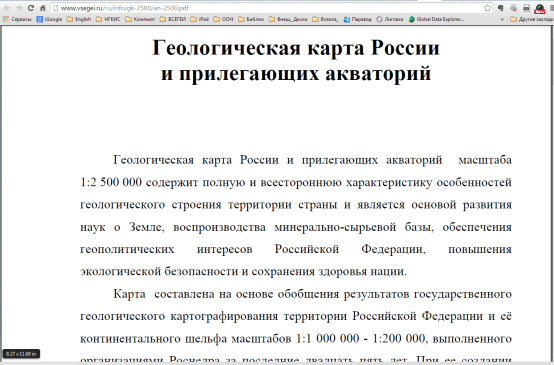 www.vsegei.ru/ru/info/gk-2500/an-2500.pdf
Сервисы iGoogle English НГКИС Компьют ВСЕГЕИ iPad ООН Библио Внеш_Диски Всяков_ Перевод Лиговка Global Data Explorer... » Другие закладки
Геологическая карта России
и прилегающих акваторий
Геологическая карта России и прилегающих акваторий масштаба
1:2 500 000 содержит полную и всестороннюю характеристику особенностей
геологического строения территории страны и является основой развития
наук о Земле, воспроизводства минерально-сырьевой базы, обеспечения
геополитических интересов Российской Федерации, повышения
экологической безопасности и сохранения здоровья нации.
Карта составлена на основе обобщения результатов государственного
геологического картографирования территории Российской Федерации и её
континентального шельфа масштабов 1:1 000 000 - 1:200 000, выполненного
организациями Роснедра за последние двадцать пять лет. При ее создании
8.27 x 11.69 in